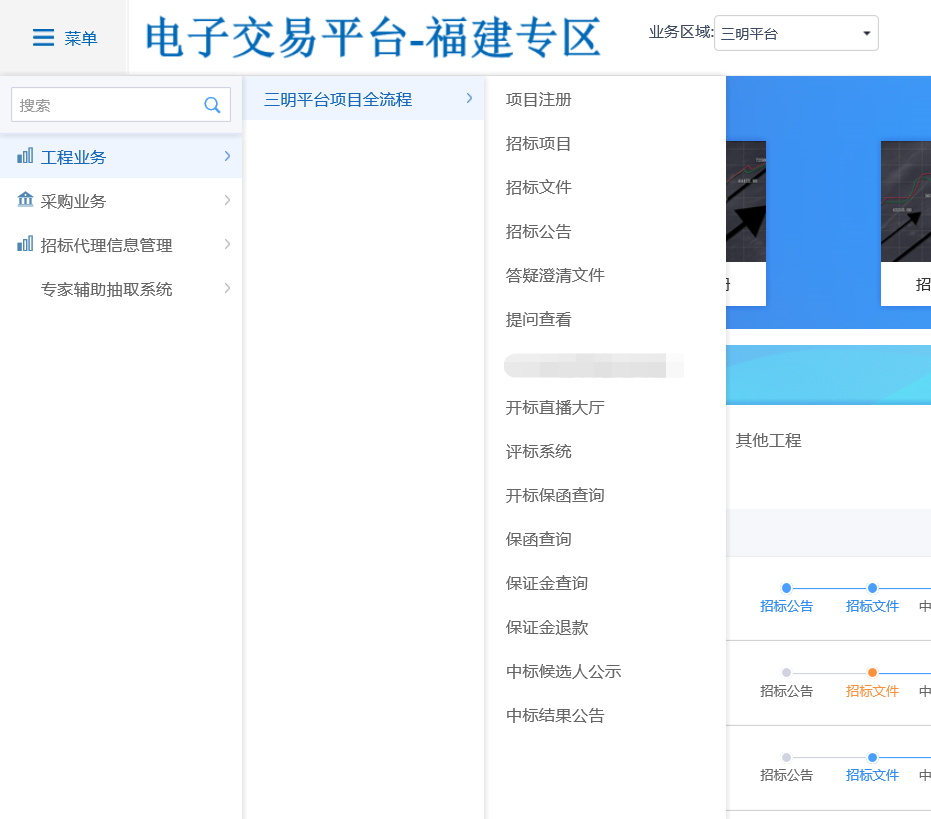 菜单
电子交易平台-福建专区
业务区域:
三明平台
搜索
工程业务
采购业务
招标代理信息管理
专家辅助抽取系统
三明平台项目全流程
项目注册
招标项目
招标文件
招标公告
答疑澄清文件
提问查看
开标直播大厅
评标系统
开标保函查询
保函查询
保证金查询
保证金退款
中标候选人公示
中标结果公告
招
其他工程
招标公告
招标文件
中
招标公告
招标文件
中
招标公告
招标文件
中